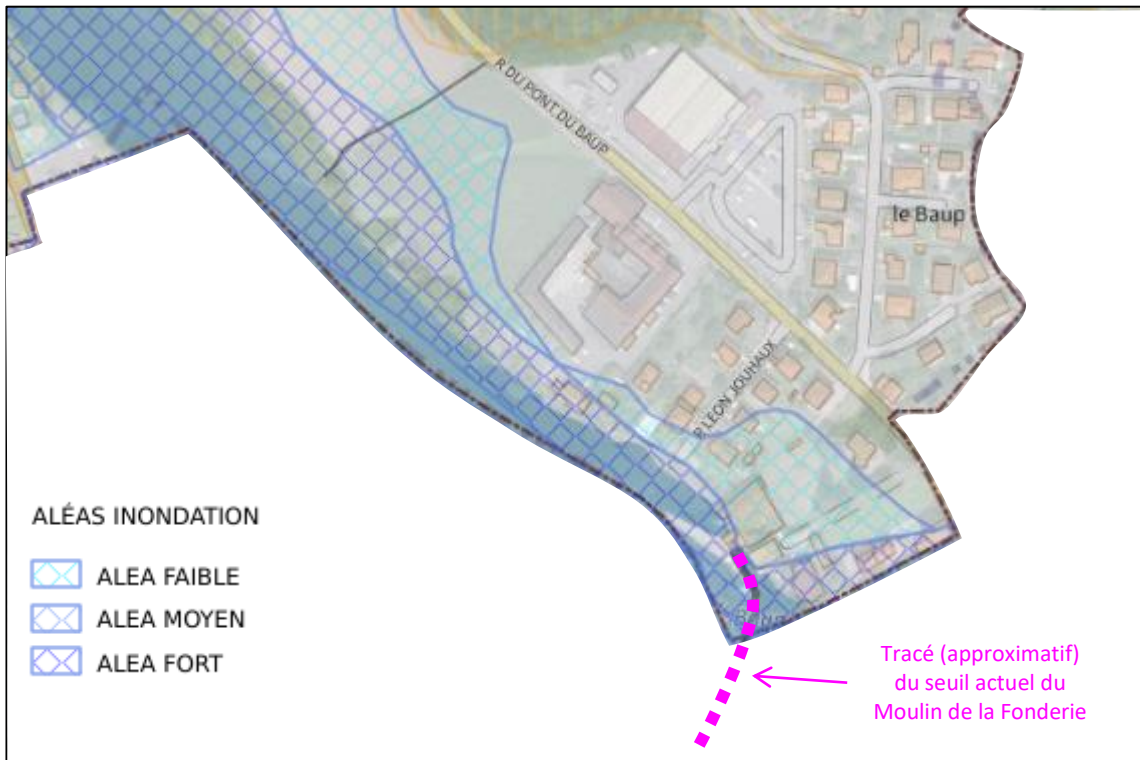 R DU PONT DU BAUP
le Baup
R LEON JOUHAUX
ALÉAS INONDATION
ALEA FAIBLE
ALEA MOYEN
ALEA FORT
Tracé (approximatif)
du seuil actuel du
Moulin de la Fonderie